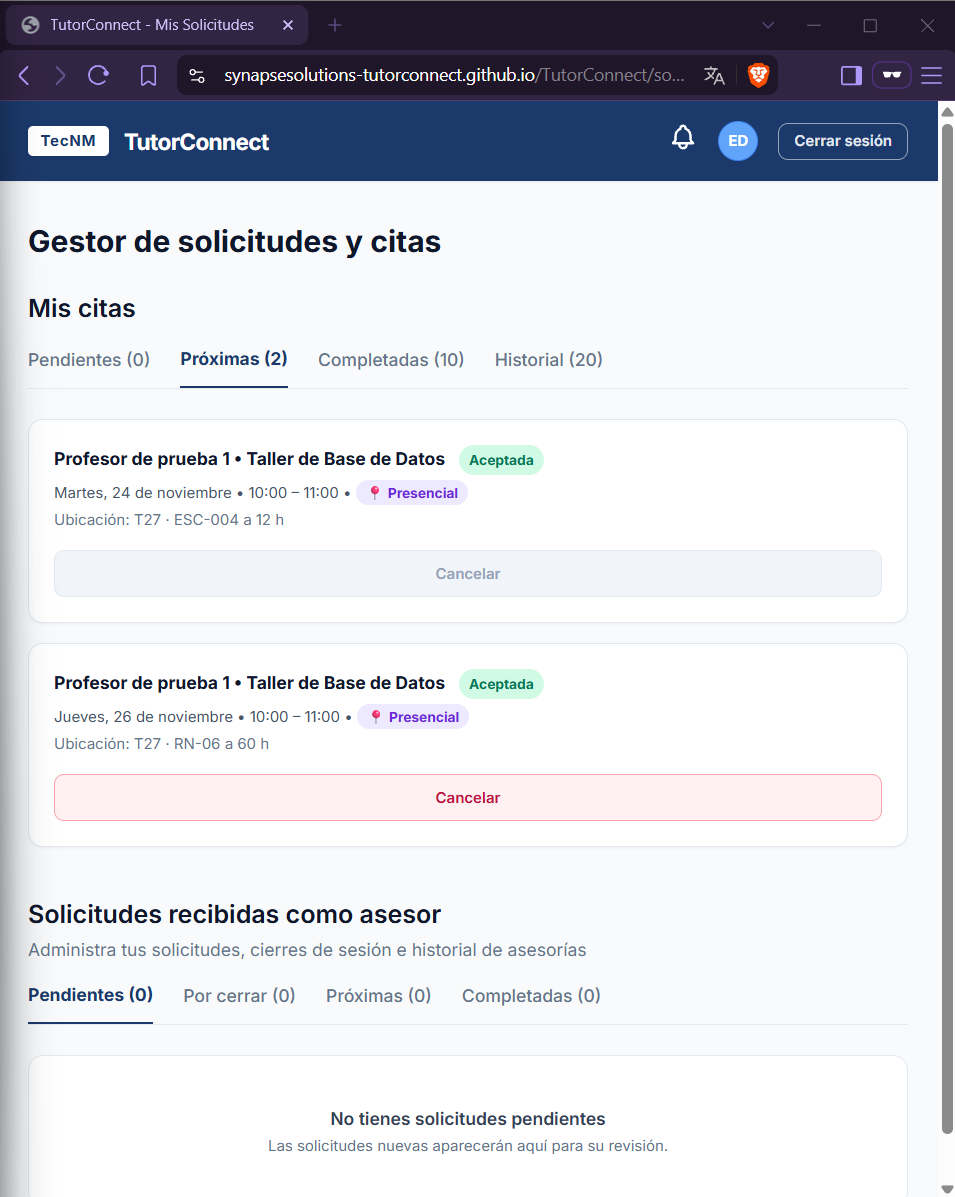 TutorConnect - Mis Solicitudes
synapsesolutions-tutorconnect.github.io/TutorConnect/so...
TecNM TutorConnect ED Cerrar sesión
Gestor de solicitudes y citas
Mis citas
Pendientes (0) Próximas (2) Completadas (10) Historial (20)
Profesor de prueba 1 • Taller de Base de Datos Aceptada
Martes, 24 de noviembre • 10:00 – 11:00 • Presencial
Ubicación: T27 · ESC-004 a 12 h
Cancelar
Profesor de prueba 1 • Taller de Base de Datos Aceptada
Jueves, 26 de noviembre • 10:00 – 11:00 • Presencial
Ubicación: T27 · RN-06 a 60 h
Cancelar
Solicitudes recibidas como asesor
Administra tus solicitudes, cierres de sesión e historial de asesorías
Pendientes (0) Por cerrar (0) Próximas (0) Completadas (0)
No tienes solicitudes pendientes
Las solicitudes nuevas aparecerán aquí para su revisión.